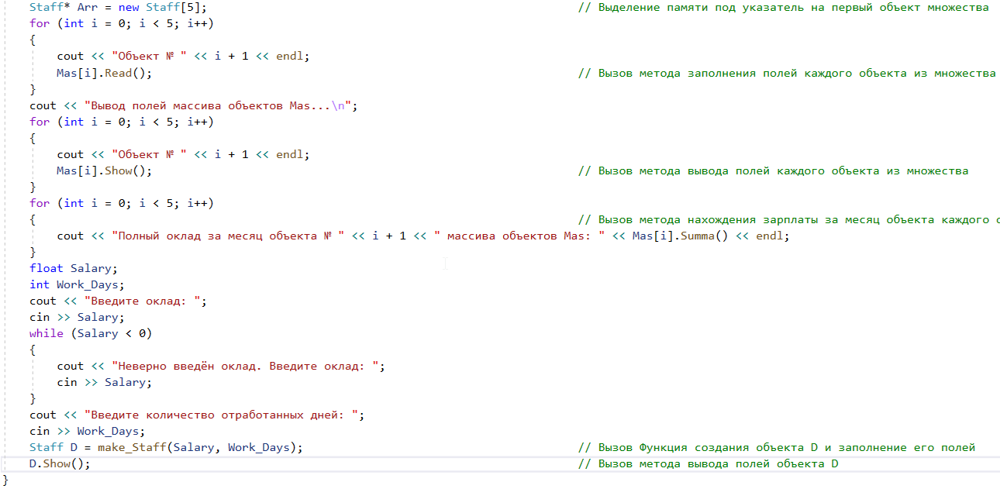 Staff* Arr = new Staff[5]; // Выделение памяти под указатель на первый объект множества
for (int i = 0; i < 5; i++)
{
cout << "Объект № " << i + 1 << endl;
Mas[i].Read(); // Вызов метода заполнения полей каждого объекта из множества
}
cout << "Вывод полей массива объектов Mas...\n";
for (int i = 0; i < 5; i++)
{
cout << "Объект № " << i + 1 << endl;
Mas[i].Show(); // Вызов метода вывода полей каждого объекта из множества
}
for (int i = 0; i < 5; i++)
{ // Вызов метода нахождения зарплаты за месяц объекта каждого
cout << "Полный оклад за месяц объекта № " << i + 1 << " массива объектов Mas: " << Mas[i].Summa() << endl;
}
float Salary;
int Work_Days;
cout << "Введите оклад: ";
cin >> Salary;
while (Salary < 0)
{
cout << "Неверно введён оклад. Введите оклад: ";
cin >> Salary;
}
cout << "Введите количество отработанных дней: ";
cin >> Work_Days;
Staff D = make_Staff(Salary, Work_Days); // Вызов Функция создания объекта D и заполнение его полей
D.Show(); // Вызов метода вывода полей объекта D
}